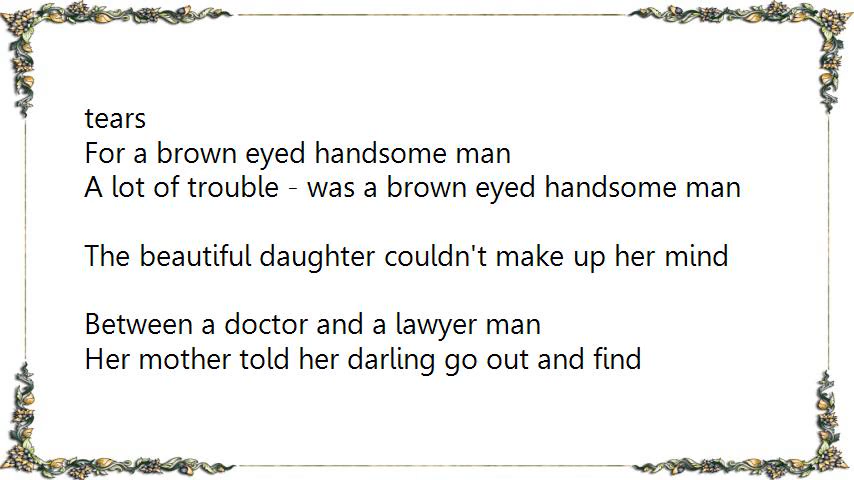 tears
For a brown eyed handsome man
A lot of trouble - was a brown eyed handsome man
The beautiful daughter couldn't make up her mind
Between a doctor and a lawyer man
Her mother told her darling go out and find